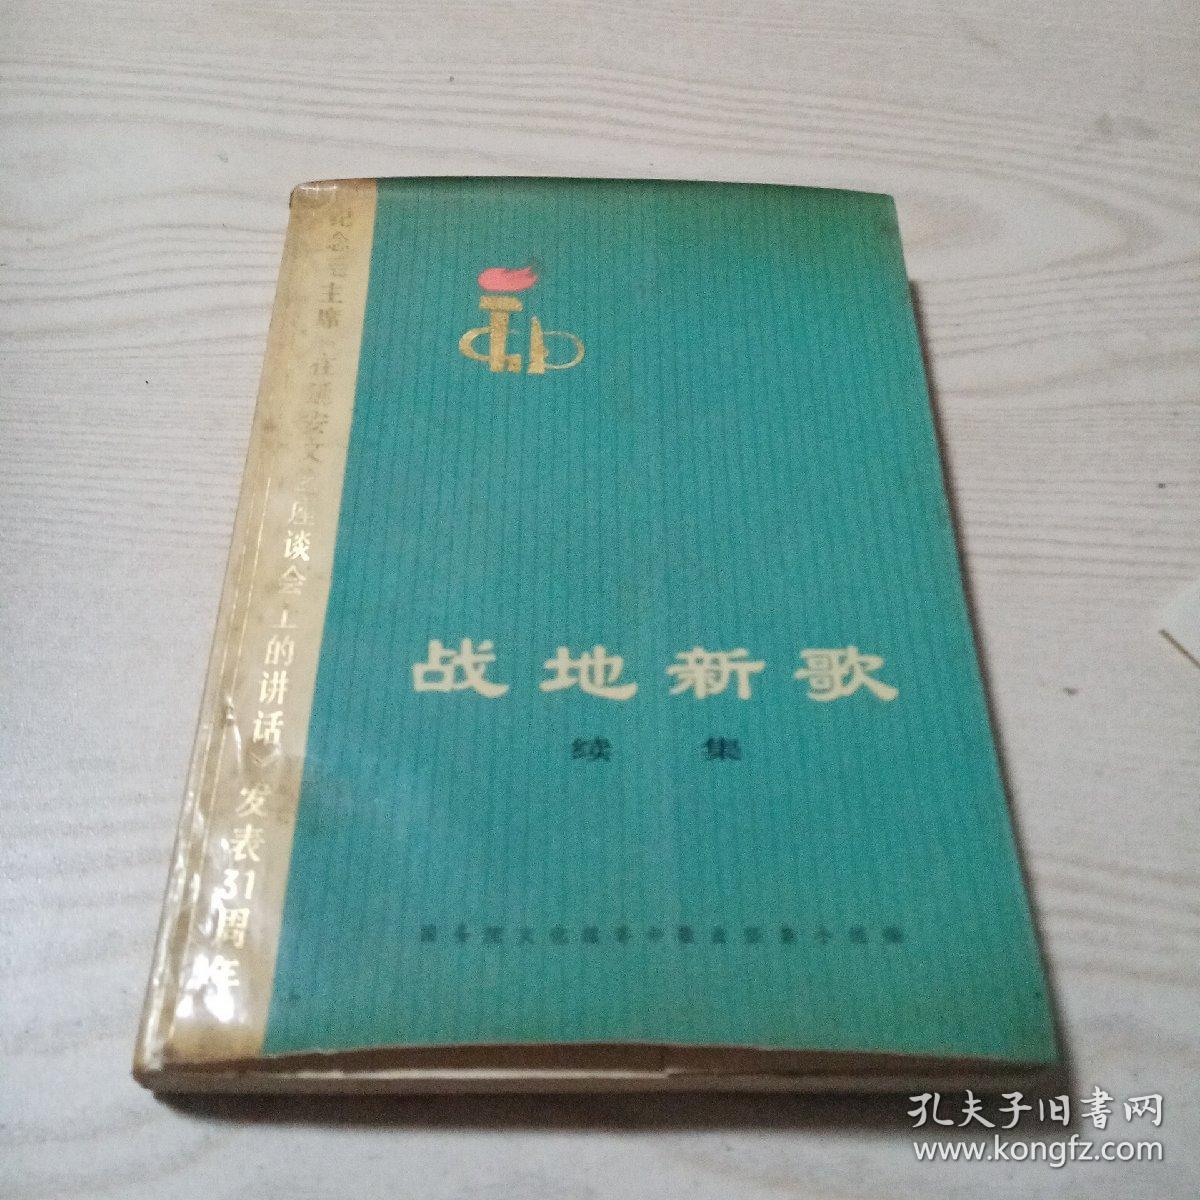 纪念毛主席《在延安文艺座谈会上的讲话》发表31周年
战地新歌
续集
孔夫子旧書网
www.kongfz.com